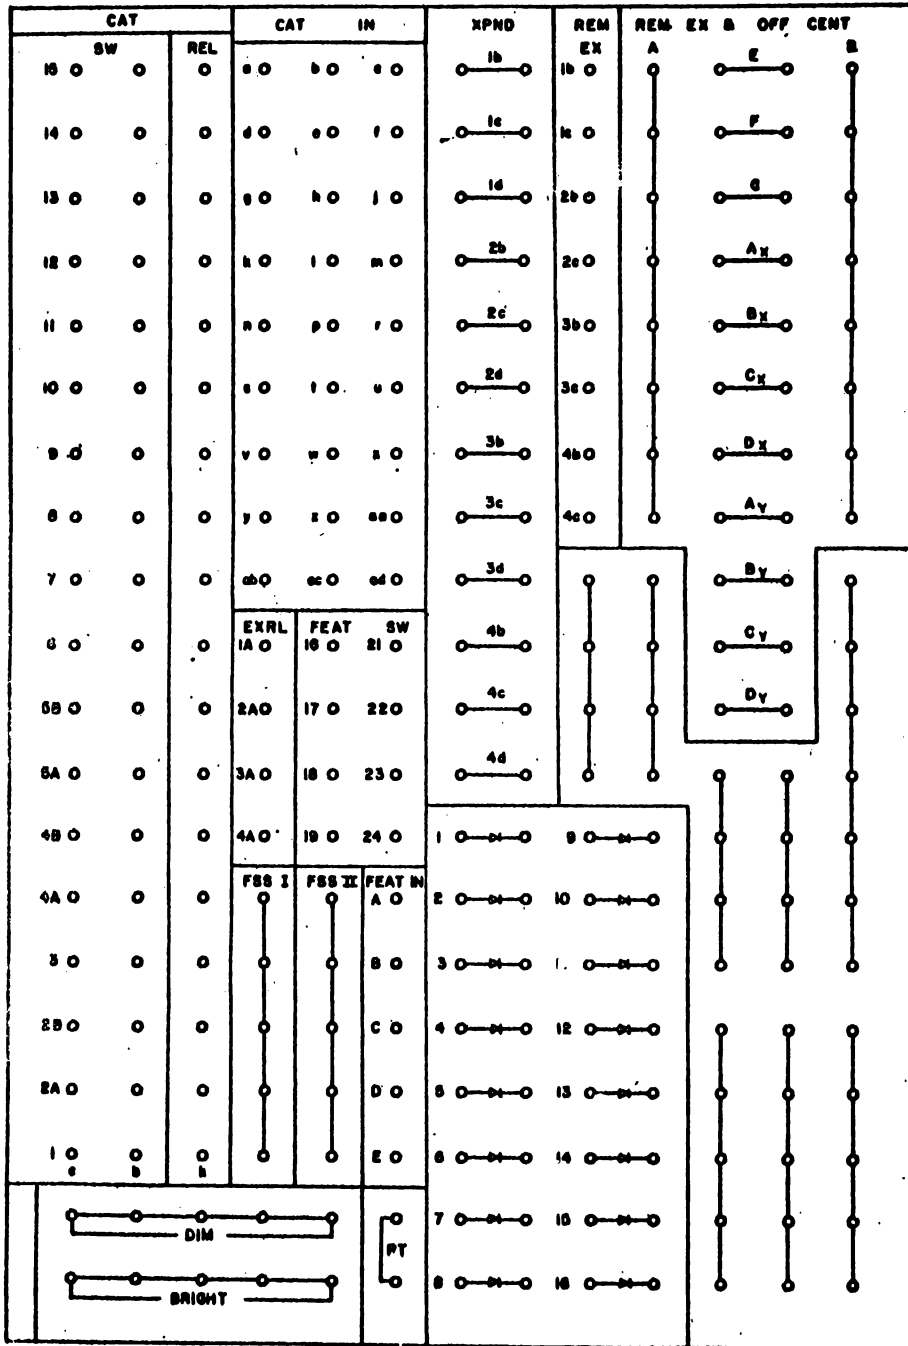 CAT CAT IN XPND REM REM EX & OFF CENT
SW REL EX A B
b 1b 1b E
14 d 1c 1c F
13 h j 1d 2b
12 k m 2b 2c AX
11 n p r 2c 3b BX
10 t u 2d 3c CX
9 v w x 3b 4b DX
8 y z aa 3c 4c AY
7 ab ac ad 3d BY
EXRL FEAT SW
6 1A 16 21 4b CY
5B 2A 17 22 4c DY
5A 3A 18 23 4d
4B 4A 19 24 1 9
FSS I FSS II FEAT IN
4A A 2 10
3 B 3
2B C 4 12
2A D 5 13
1 E 6 14
b h
DIM 7 15
PT
BRIGHT 8 16